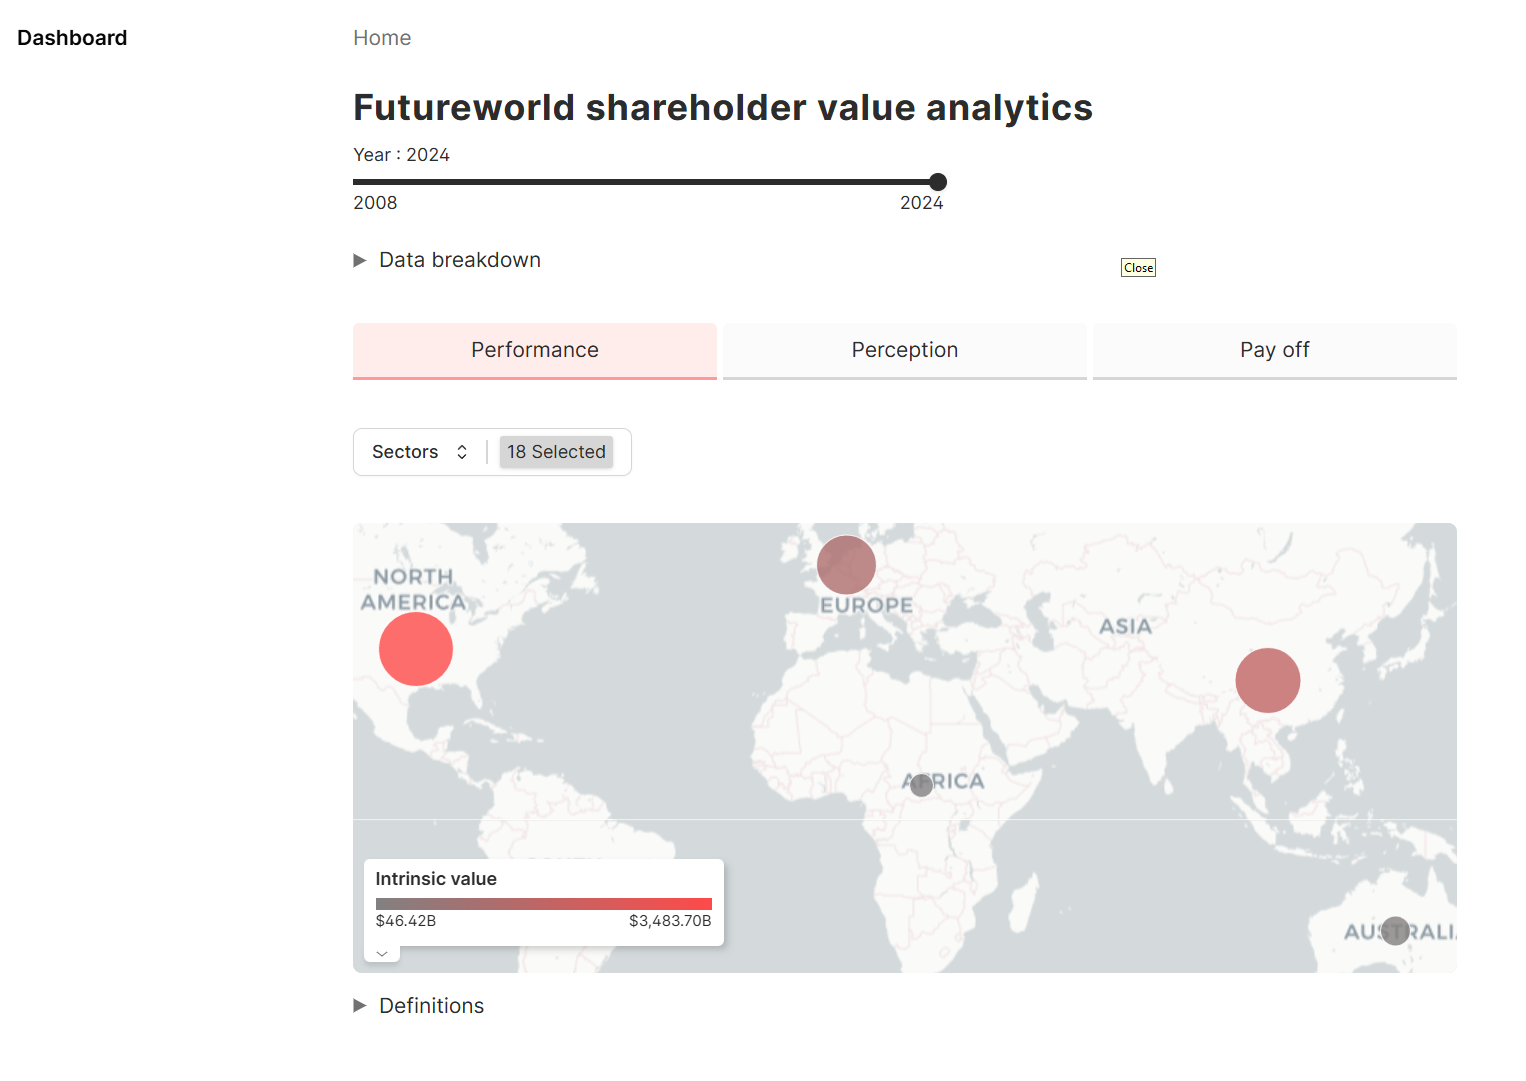 Dashboard
Home
Futureworld shareholder value analytics
Year : 2024
2008
2024
Data breakdown
Close
Performance
Perception
Pay off
Sectors
18 Selected
NORTH
AMERICA
EUROPE
ASIA
AFRICA
Intrinsic value
$46.42B
$3,483.70B
AUSTRALI
Definitions